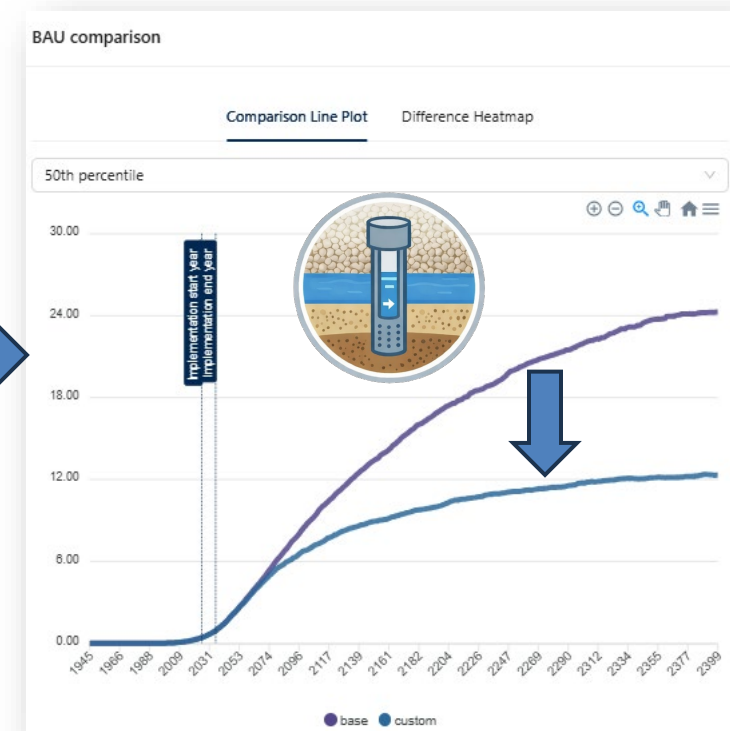 BAU comparison
Comparison Line Plot Difference Heatmap
50th percentile
30.00
24.00
18.00
12.00
6.00
0.00
Implementation start year
Implementation end year
1945 1966 1988 2009 2031 2053 2074 2096 2117 2139 2161 2182 2204 2226 2247 2269 2290 2312 2334 2355 2377 2399
base custom